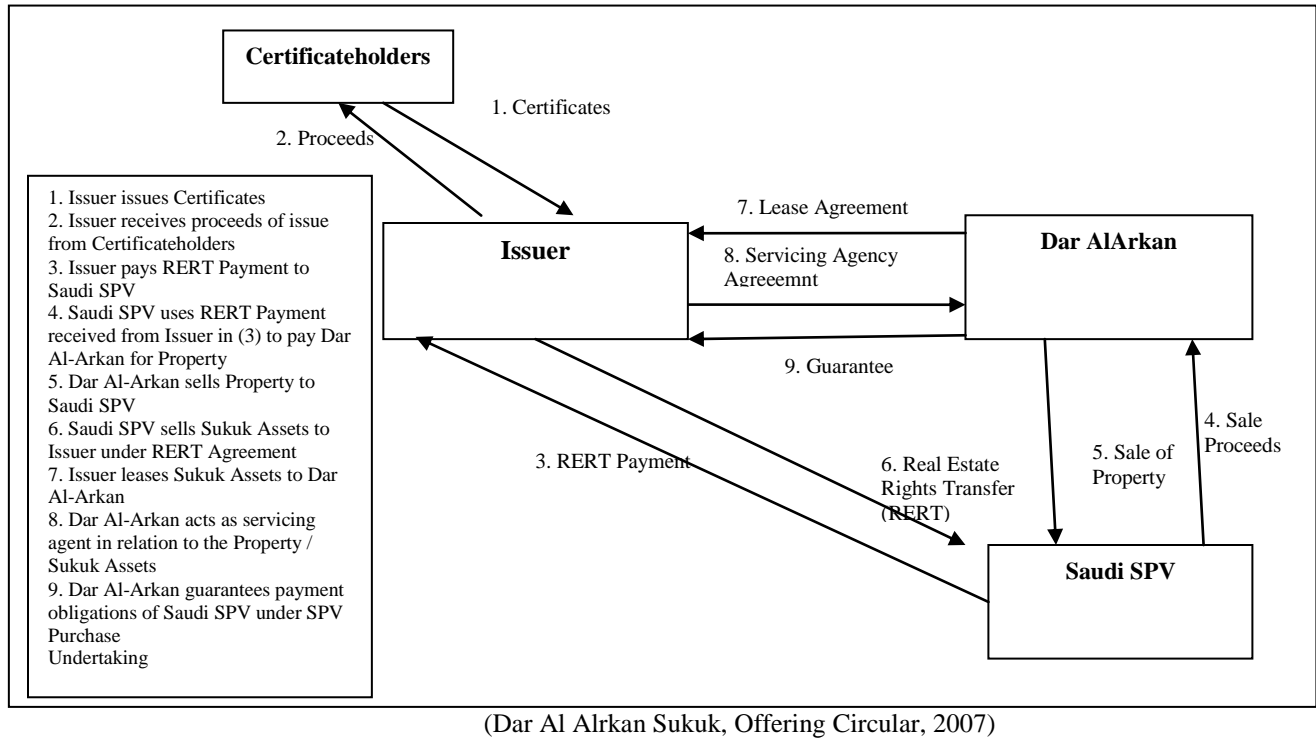 Certificateholders
1. Certificates
2. Proceeds
1. Issuer issues Certificates
2. Issuer receives proceeds of issue
from Certificateholders
3. Issuer pays RERT Payment to
Saudi SPV
4. Saudi SPV uses RERT Payment
received from Issuer in (3) to pay Dar
Al-Arkan for Property
5. Dar Al-Arkan sells Property to
Saudi SPV
6. Saudi SPV sells Sukuk Assets to
Issuer under RERT Agreement
7. Issuer leases Sukuk Assets to Dar
Al-Arkan
8. Dar Al-Arkan acts as servicing
agent in relation to the Property /
Sukuk Assets
9. Dar Al-Arkan guarantees payment
obligations of Saudi SPV under SPV
Purchase
Undertaking
Issuer
7. Lease Agreement
8. Servicing Agency
Agreeemnt
9. Guarantee
Dar AlArkan
3. RERT Payment
6. Real Estate
Rights Transfer
(RERT)
5. Sale of
Property
4. Sale
Proceeds
Saudi SPV
(Dar Al Alrkan Sukuk, Offering Circular, 2007)